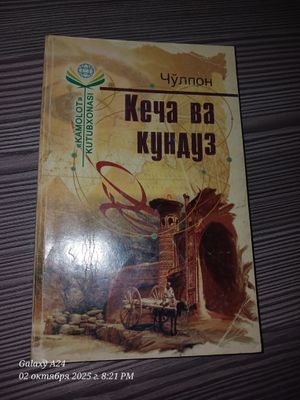 «KAMOLOT»
KUTUBXONASI
Чўлпон
Кеча ва
кундуз
Galaxy A24
02 октября 2025 г. 8:21 PM